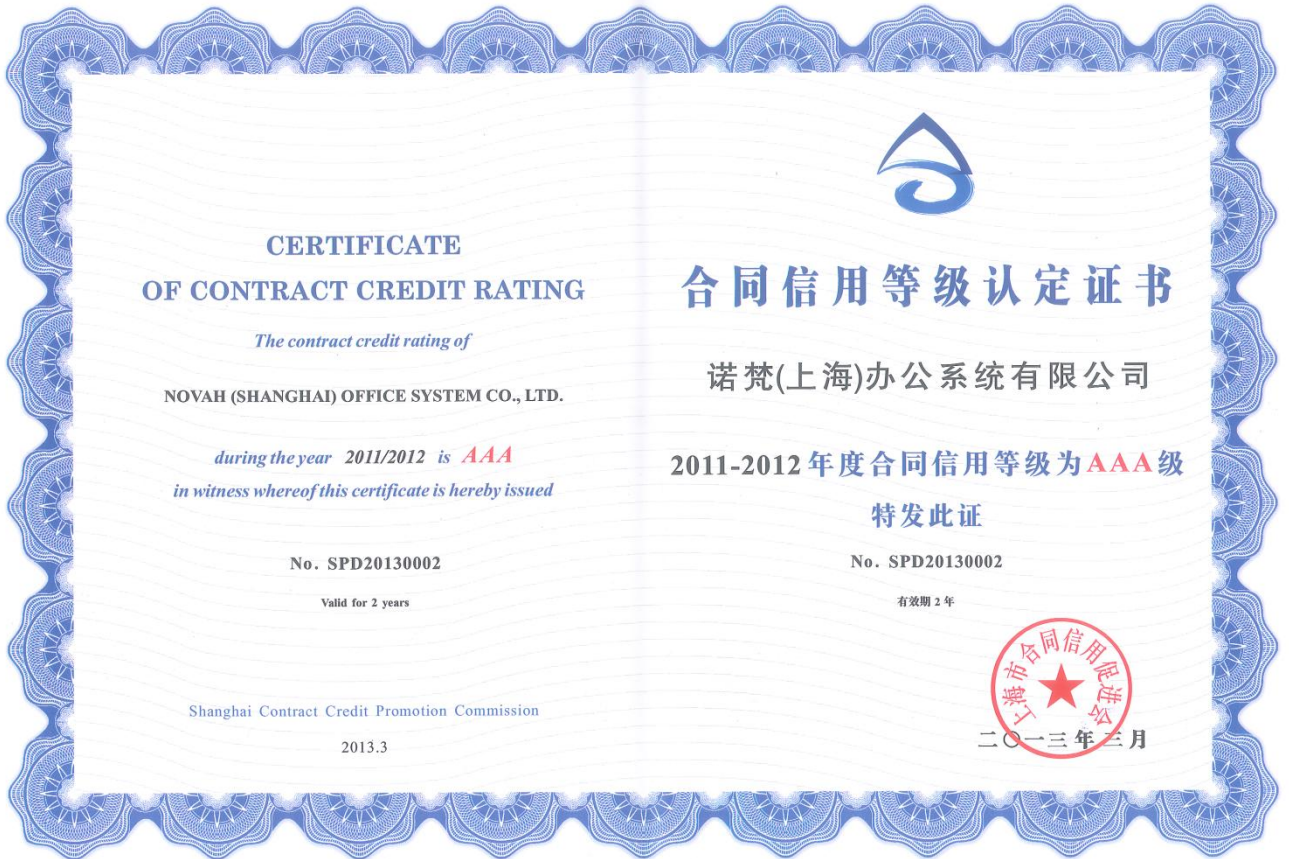 CERTIFICATE
OF CONTRACT CREDIT RATING
The contract credit rating of
NOVAH (SHANGHAI) OFFICE SYSTEM CO., LTD.
during the year 2011/2012 is AAA
in witness whereof this certificate is hereby issued
No. SPD20130002
Valid for 2 years
Shanghai Contract Credit Promotion Commission
2013.3
合同信用等级认定证书
诺梵(上海)办公系统有限公司
2011-2012年度合同信用等级为AAA级
特发此证
No. SPD20130002
有效期2年
上海市合同信用促进会
二〇一三年三月